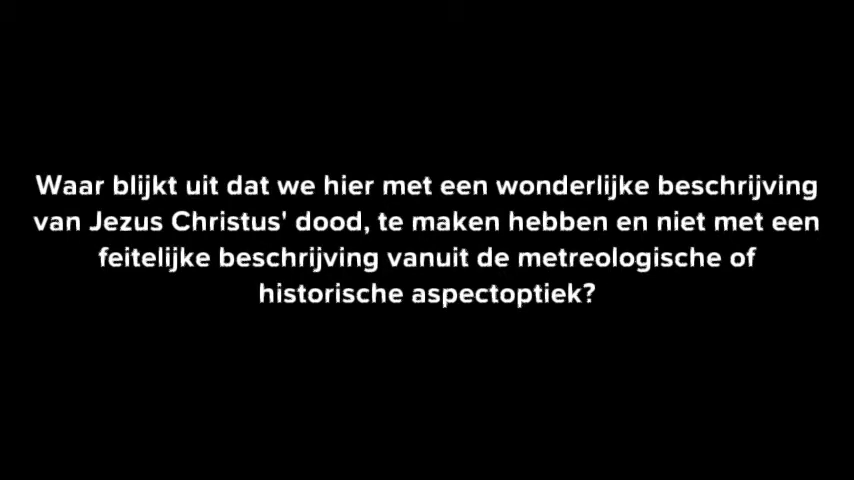 Waar blijkt uit dat we hier met een wonderlijke beschrijving
van Jezus Christus' dood, te maken hebben en niet met een
feitelijke beschrijving vanuit de metreologische of
historische aspectoptiek?